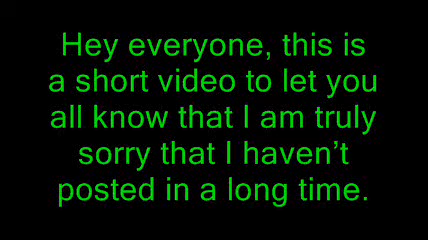 Hey everyone, this is
a short video to let you
all know that I am truly
sorry that I haven’t
posted in a long time.